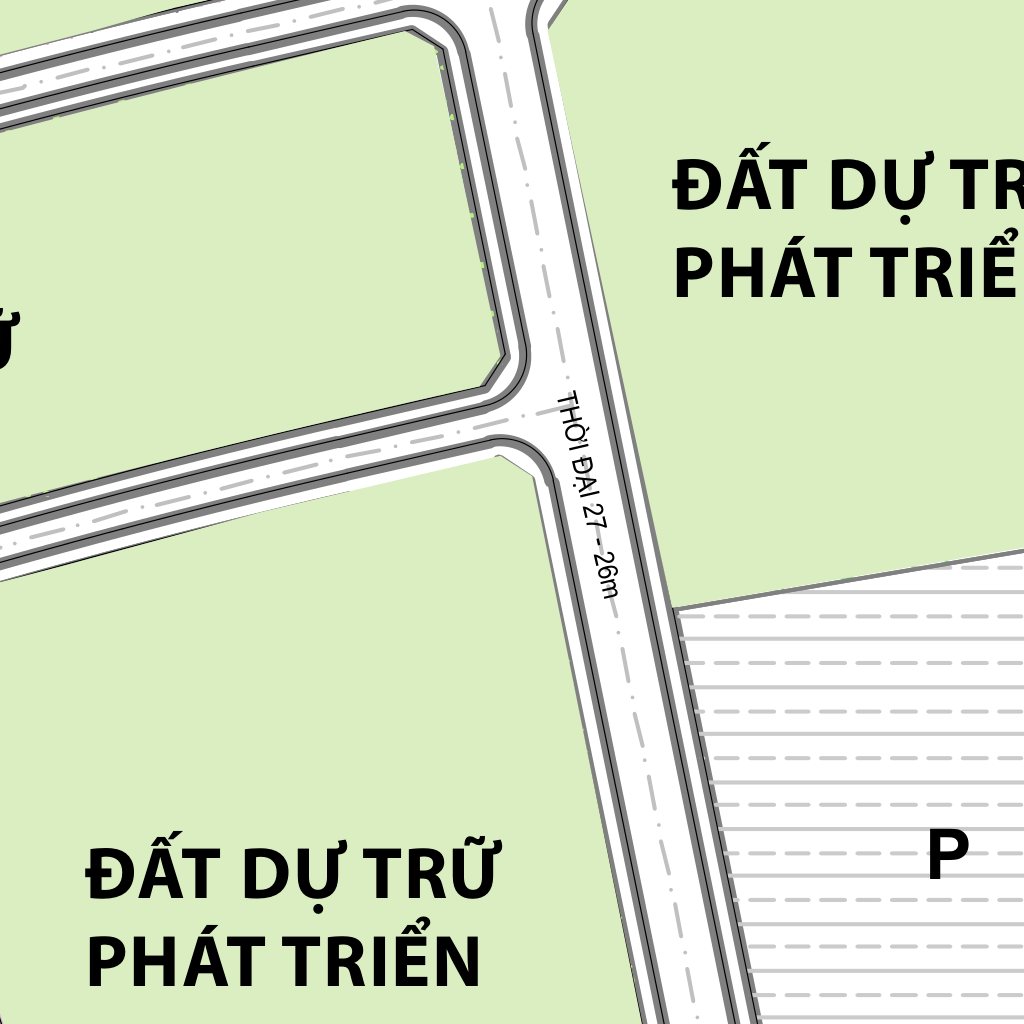 ĐẤT DỰ TR
PHÁT TRIỂ
Ữ
THỜI ĐẠI 27 - 26m
P
ĐẤT DỰ TRỮ
PHÁT TRIỂN